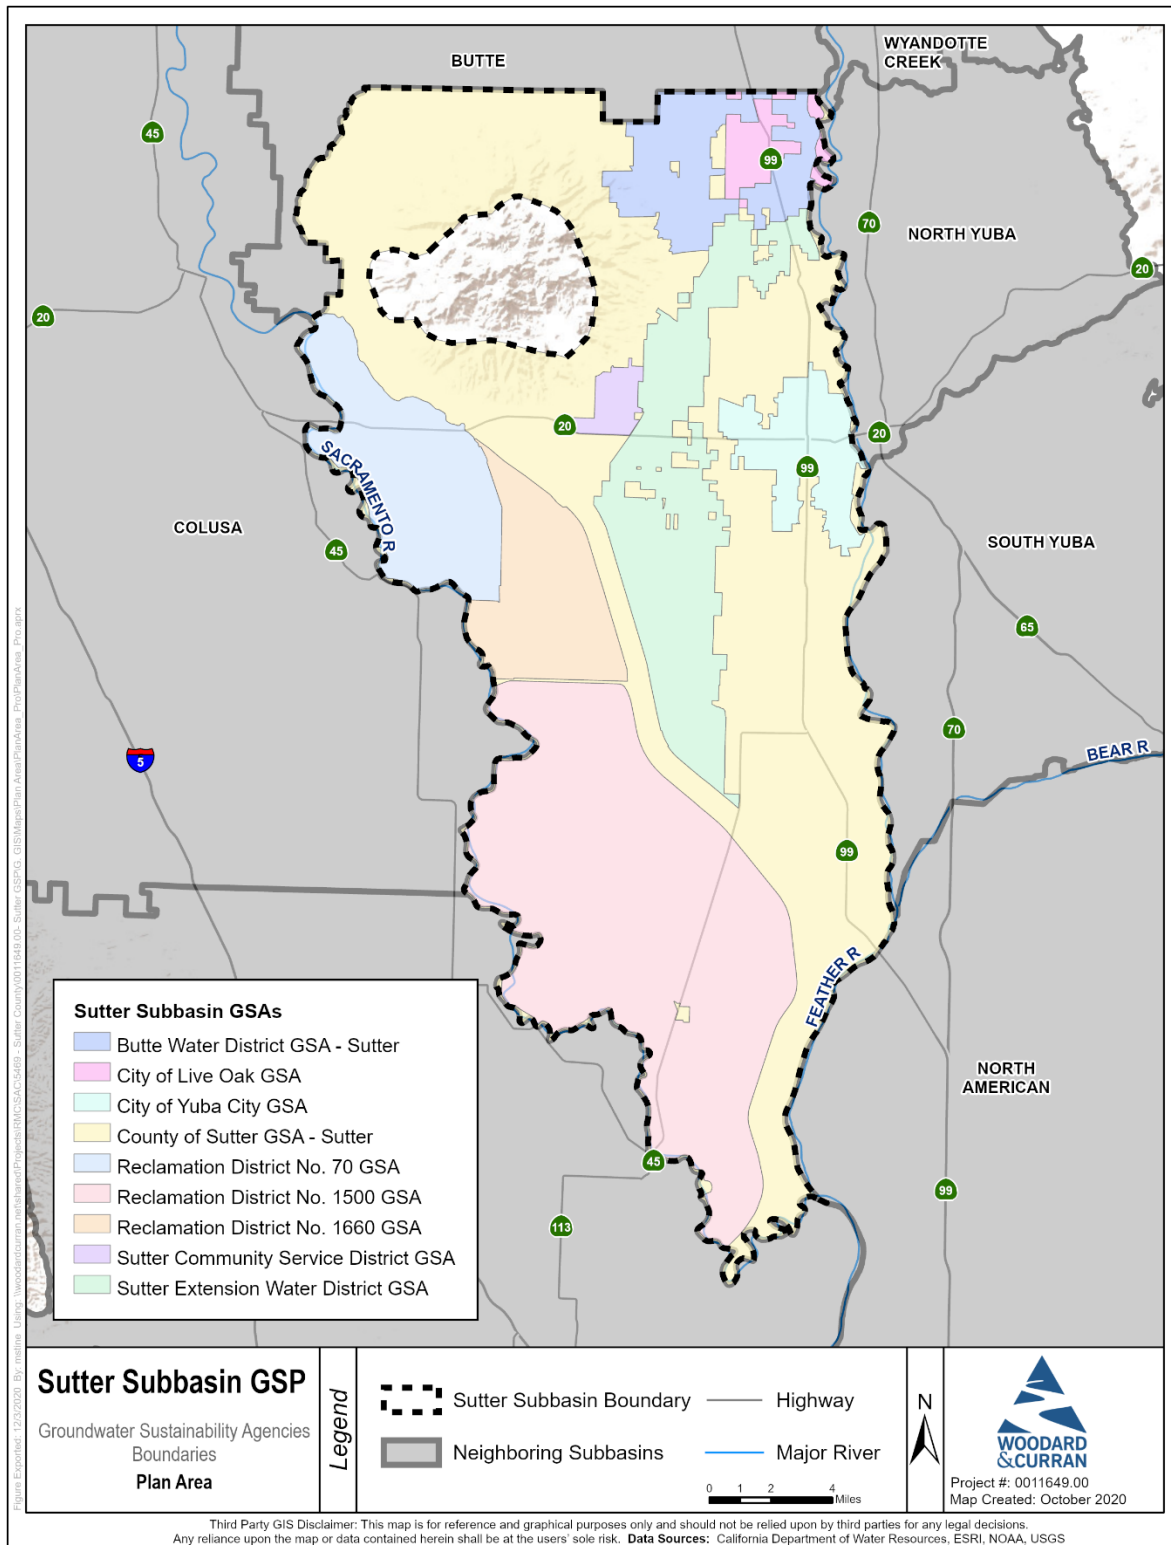 BUTTE
WYANDOTTE
CREEK
45
99
70
NORTH YUBA
20
20
20
20
99
SACRAMENTO R
COLUSA
45
SOUTH YUBA
65
70
5
BEAR R
99
FEATHER R
NORTH
AMERICAN
45
99
113
Sutter Subbasin GSAs
Butte Water District GSA - Sutter
City of Live Oak GSA
City of Yuba City GSA
County of Sutter GSA - Sutter
Reclamation District No. 70 GSA
Reclamation District No. 1500 GSA
Reclamation District No. 1660 GSA
Sutter Community Service District GSA
Sutter Extension Water District GSA
Sutter Subbasin GSP
Groundwater Sustainability Agencies
Boundaries
Plan Area
Legend
Sutter Subbasin Boundary
Highway
Neighboring Subbasins
Major River
0 1 2 4
Miles
N
WOODARD
&CURRAN
Project #: 0011649.00
Map Created: October 2020
Third Party GIS Disclaimer: This map is for reference and graphical purposes only and should not be relied upon by third parties for any legal decisions.
Any reliance upon the map or data contained herein shall be at the users' sole risk. Data Sources: California Department of Water Resources, ESRI, NOAA, USGS